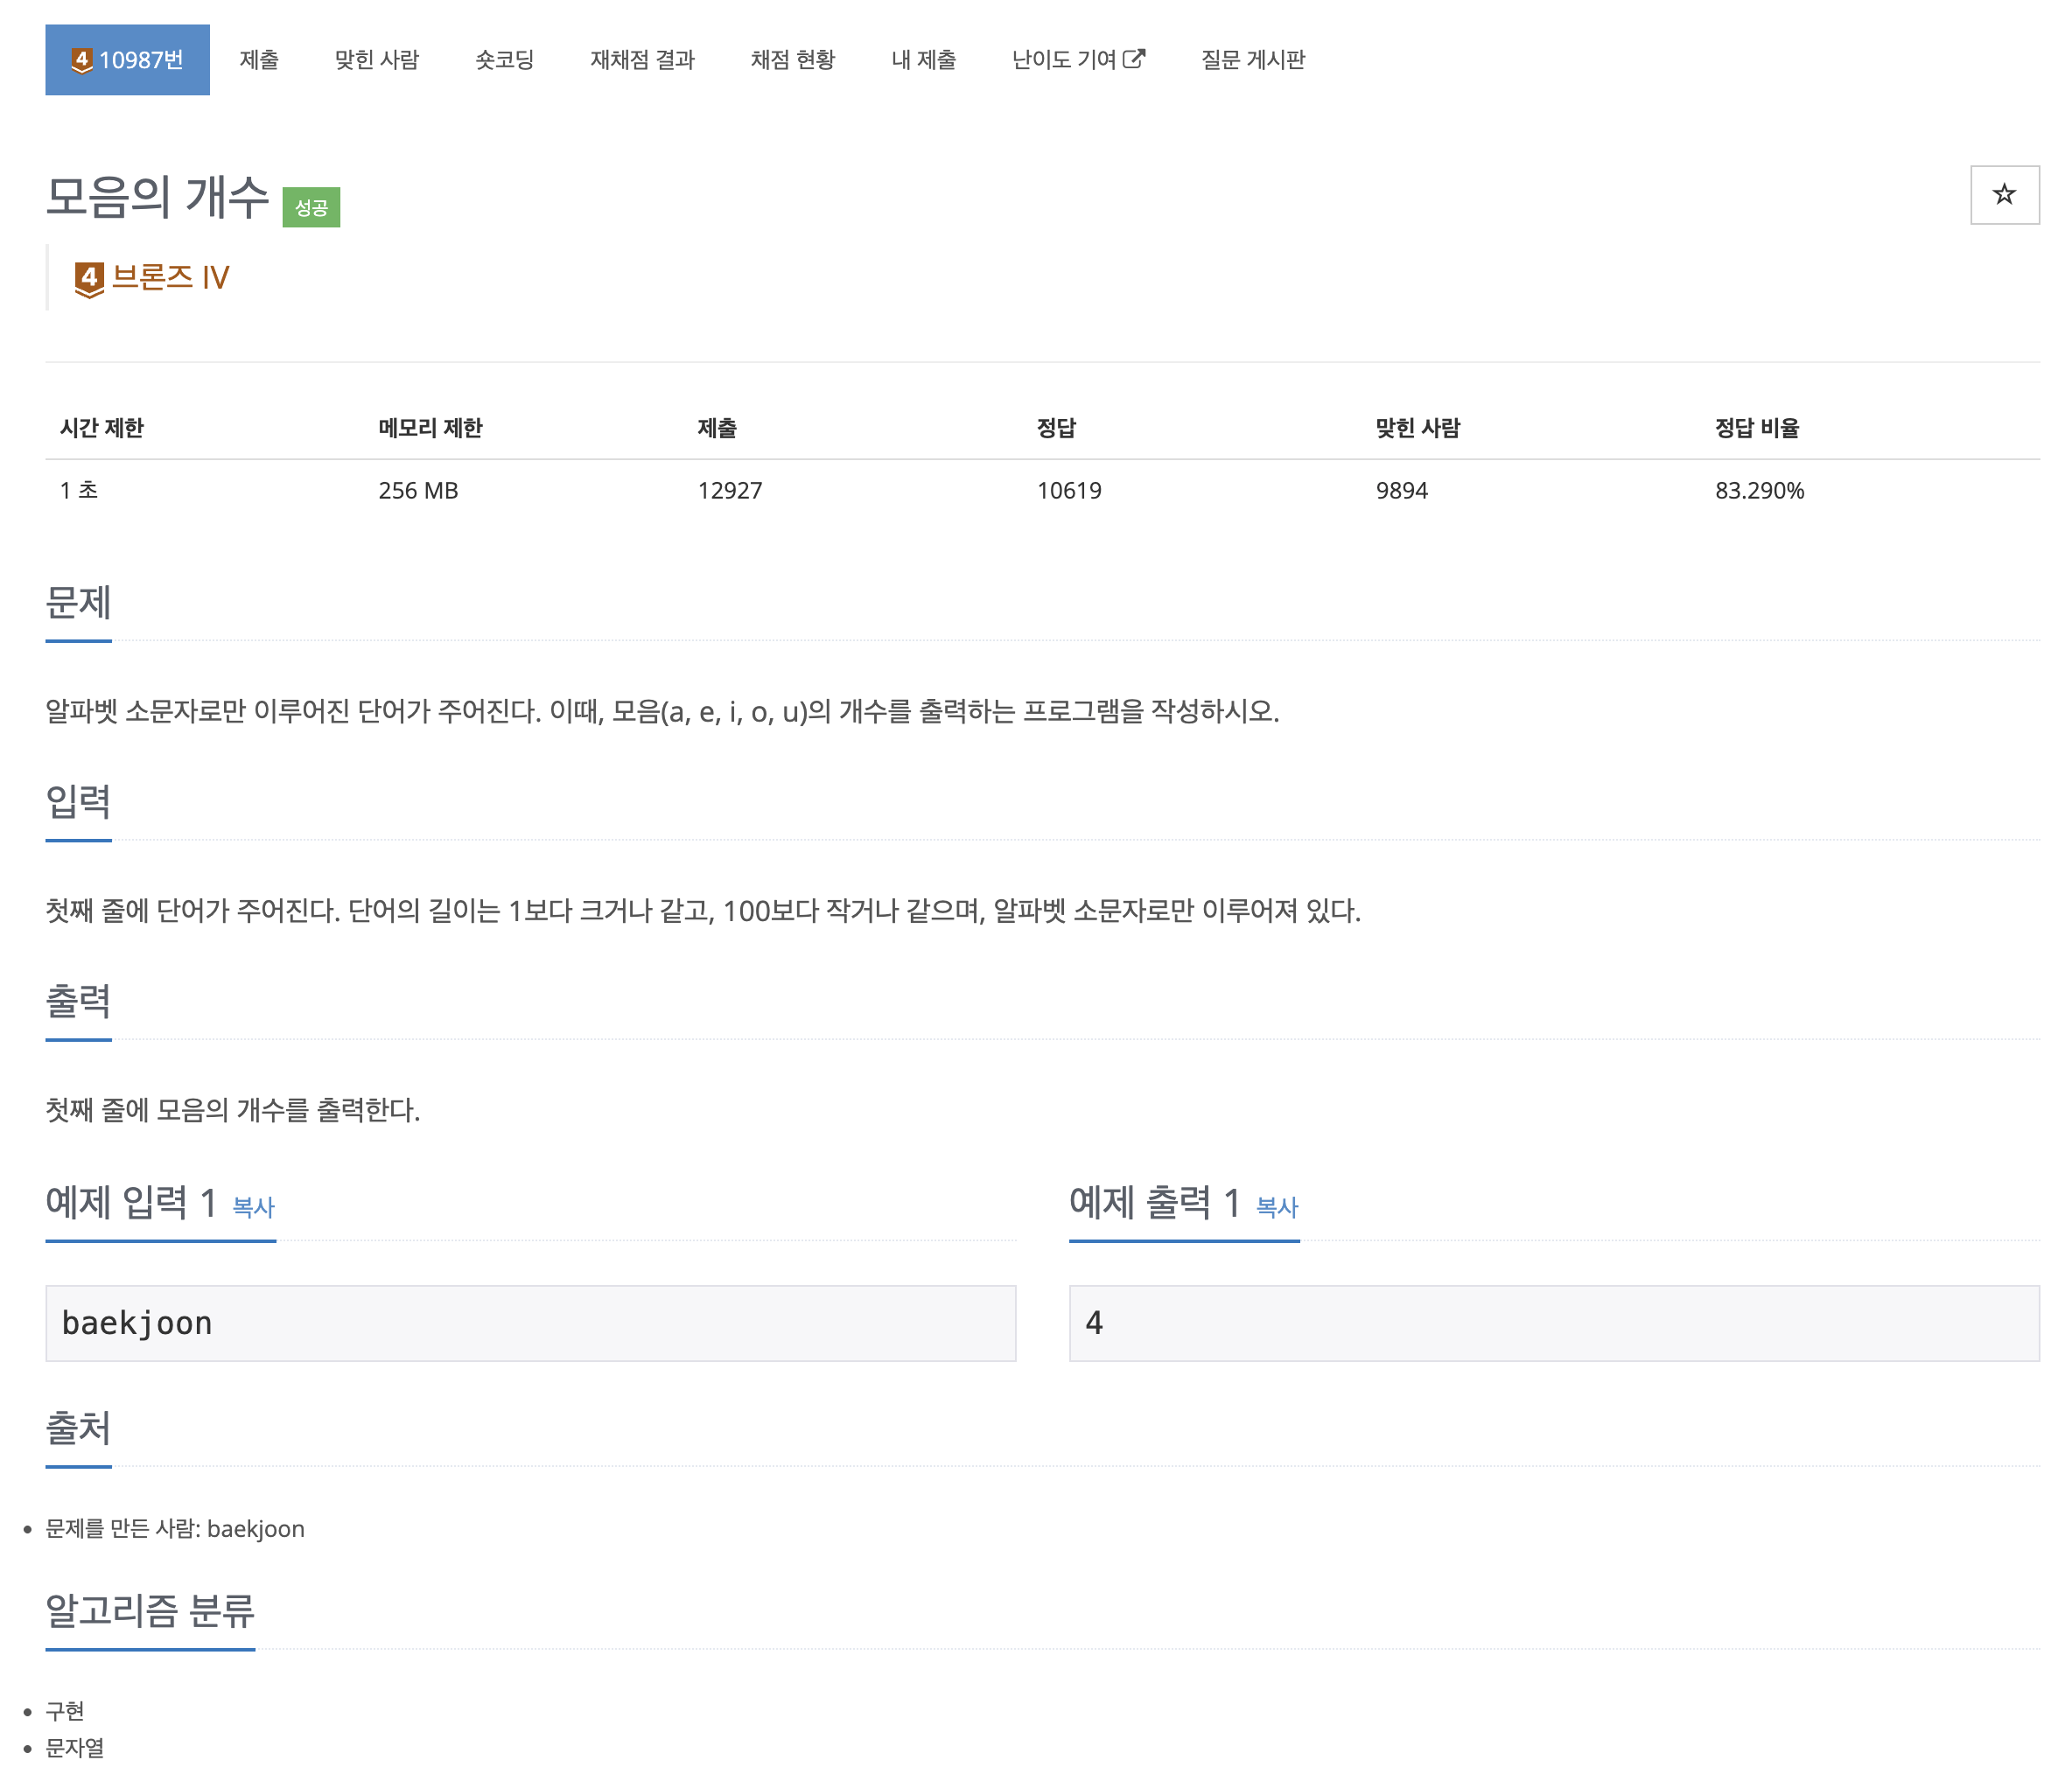 4 10987번 제출 맞힌 사람 숏코딩 재채점 결과 채점 현황 내 제출 난이도 기여 질문 게시판
모음의 개수 성공
4 브론즈 IV
시간 제한 메모리 제한 제출 정답 맞힌 사람 정답 비율
1 초 256 MB 12927 10619 9894 83.290%
문제
알파벳 소문자로만 이루어진 단어가 주어진다. 이때, 모음(a, e, i, o, u)의 개수를 출력하는 프로그램을 작성하시오.
입력
첫째 줄에 단어가 주어진다. 단어의 길이는 1보다 크거나 같고, 100보다 작거나 같으며, 알파벳 소문자로만 이루어져 있다.
출력
첫째 줄에 모음의 개수를 출력한다.
예제 입력 1 복사
baekjoon
예제 출력 1 복사
4
출처
문제를 만든 사람: baekjoon
알고리즘 분류
구현
문자열